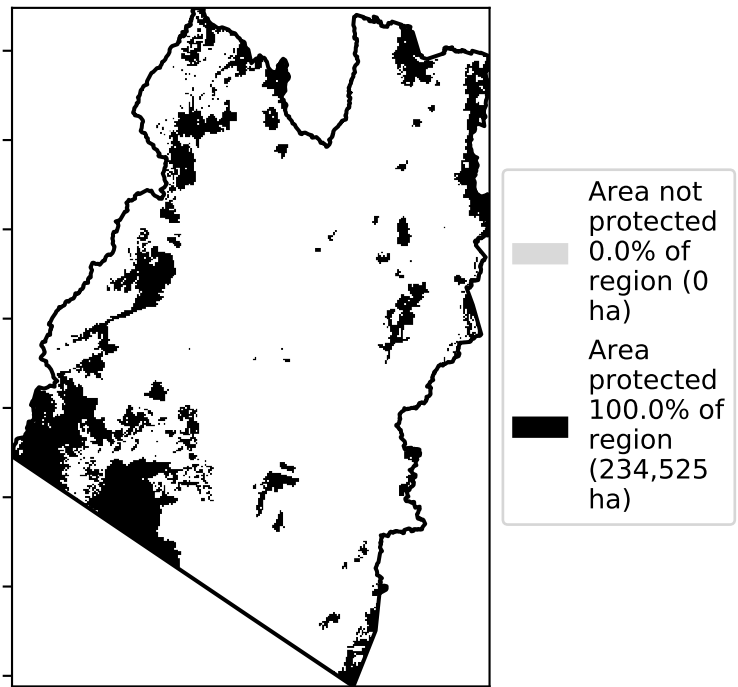 Area not
protected
0.0% of
region (0
ha)
Area
protected
100.0% of
region
(234,525
ha)